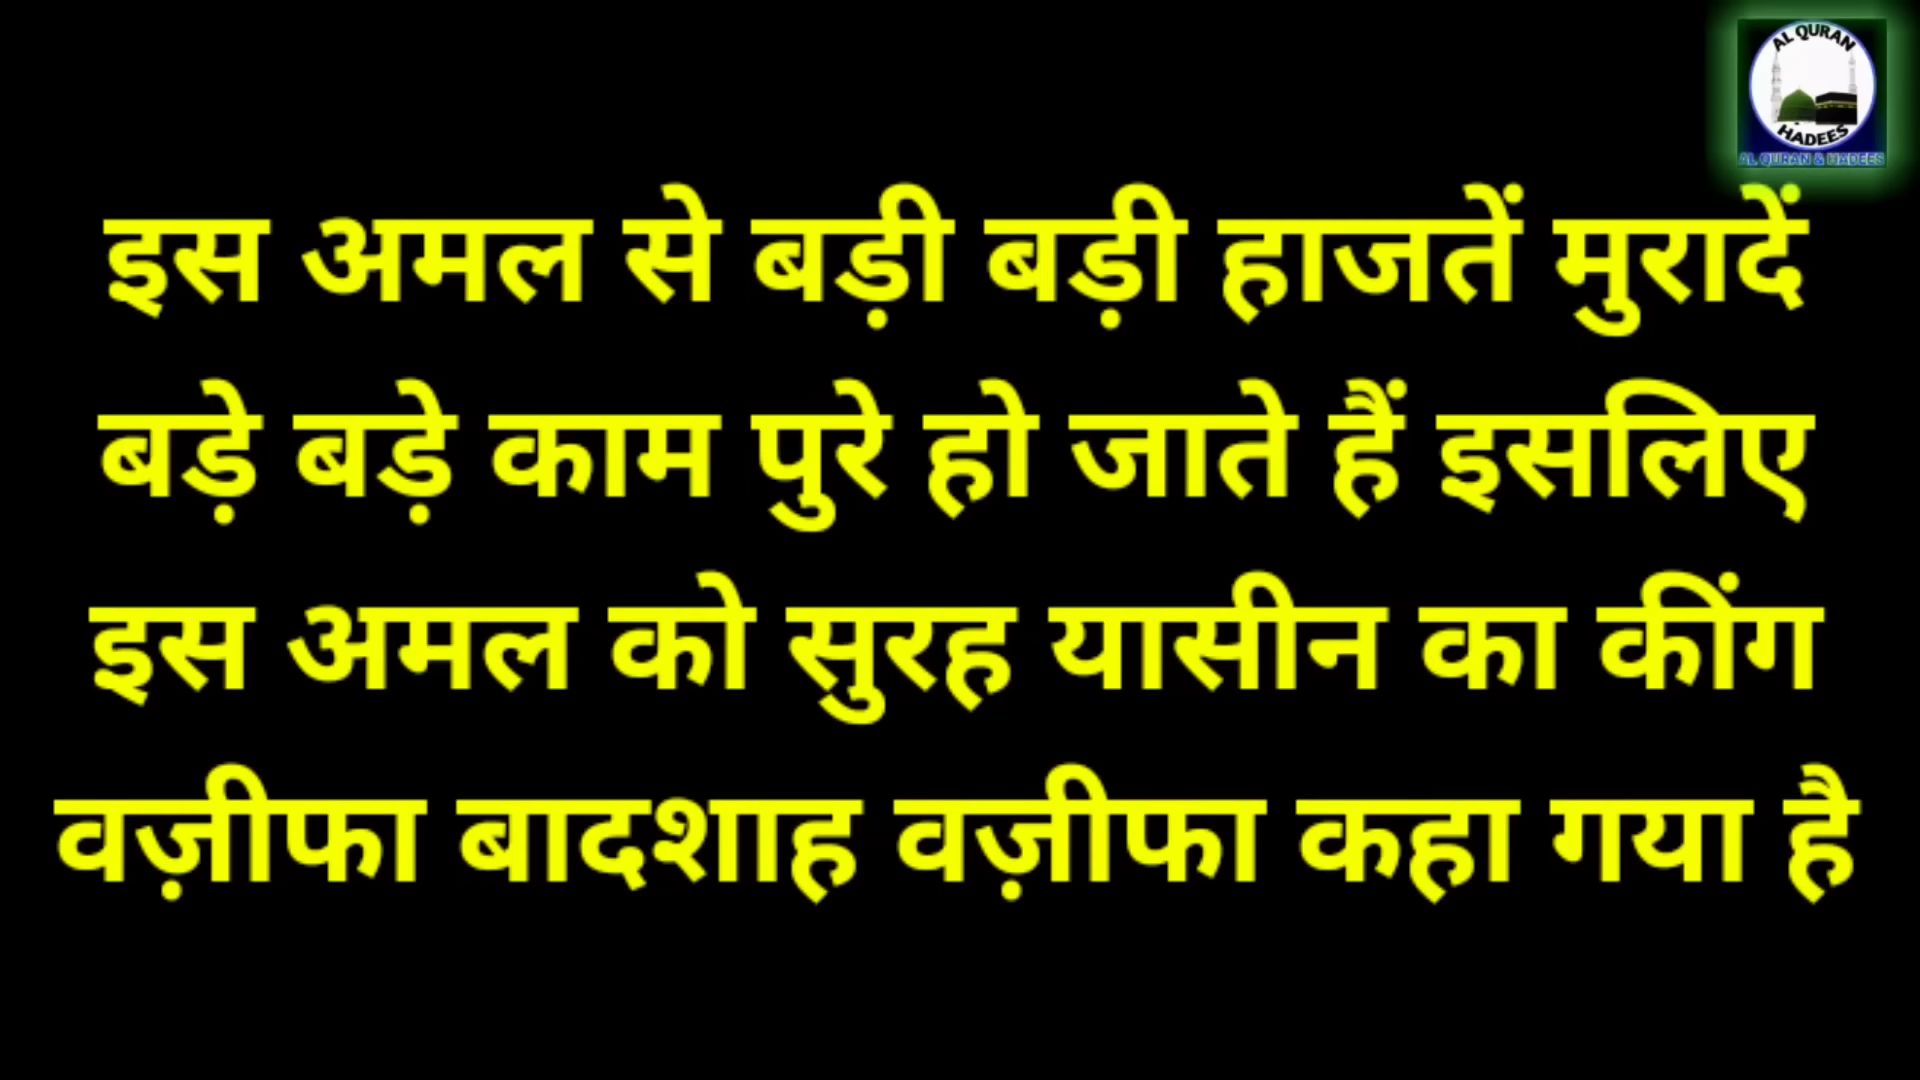 AL QURAN
HADEES
AL QURAN & HADEES
इस अमल से बड़ी बड़ी हाजतें मुरादें
बड़े बड़े काम पुरे हो जाते हैं इसलिए
इस अमल को सुरह यासीन का कींग
वज़ीफा बादशाह वज़ीफा कहा गया है